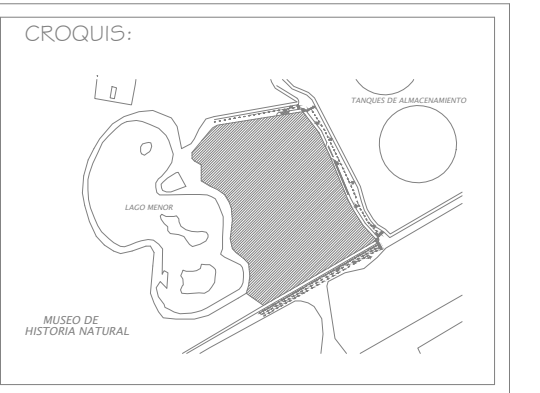 CROQUIS:
TANQUES DE ALMACENAMIENTO
LAGO MENOR
MUSEO DE
HISTORIA NATURAL